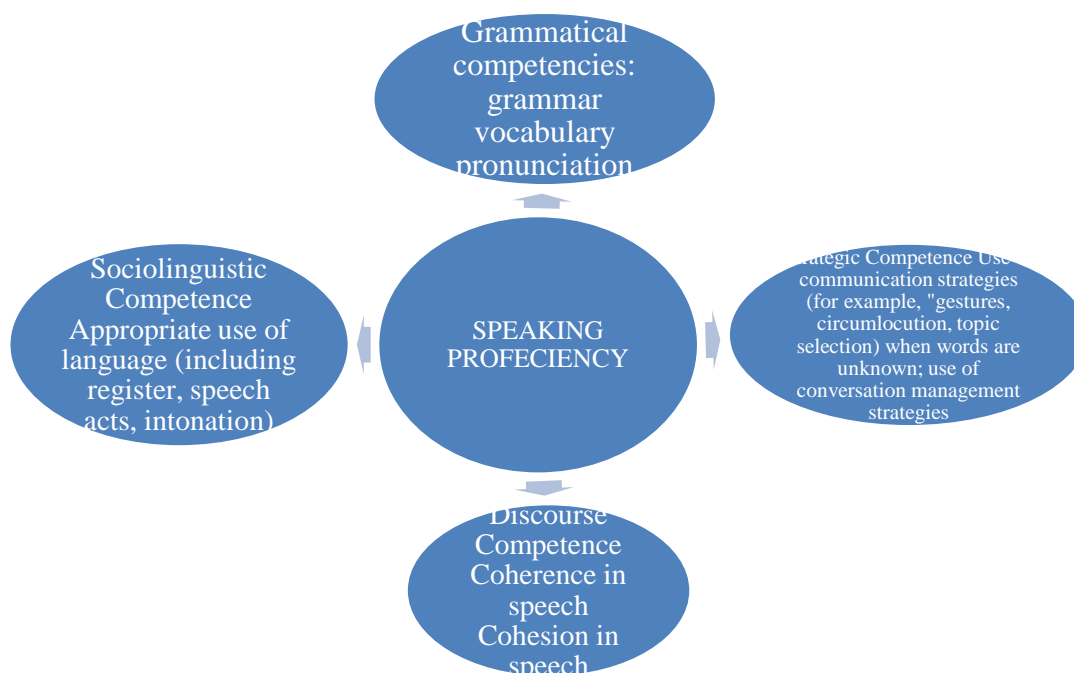 Grammatical
competencies:
grammar
vocabulary
pronunciation
Sociolinguistic
Competence
Appropriate use of
language (including
register, speech
acts, intonation)
SPEAKING
PROFECIENCY
Competence Use
communication strategies
(for example, "gestures,
circumlocution, topic
selection) when words are
unknown; use of
conversation management
strategies
Discourse
Competence
Coherence in
speech
Cohesion in
speech